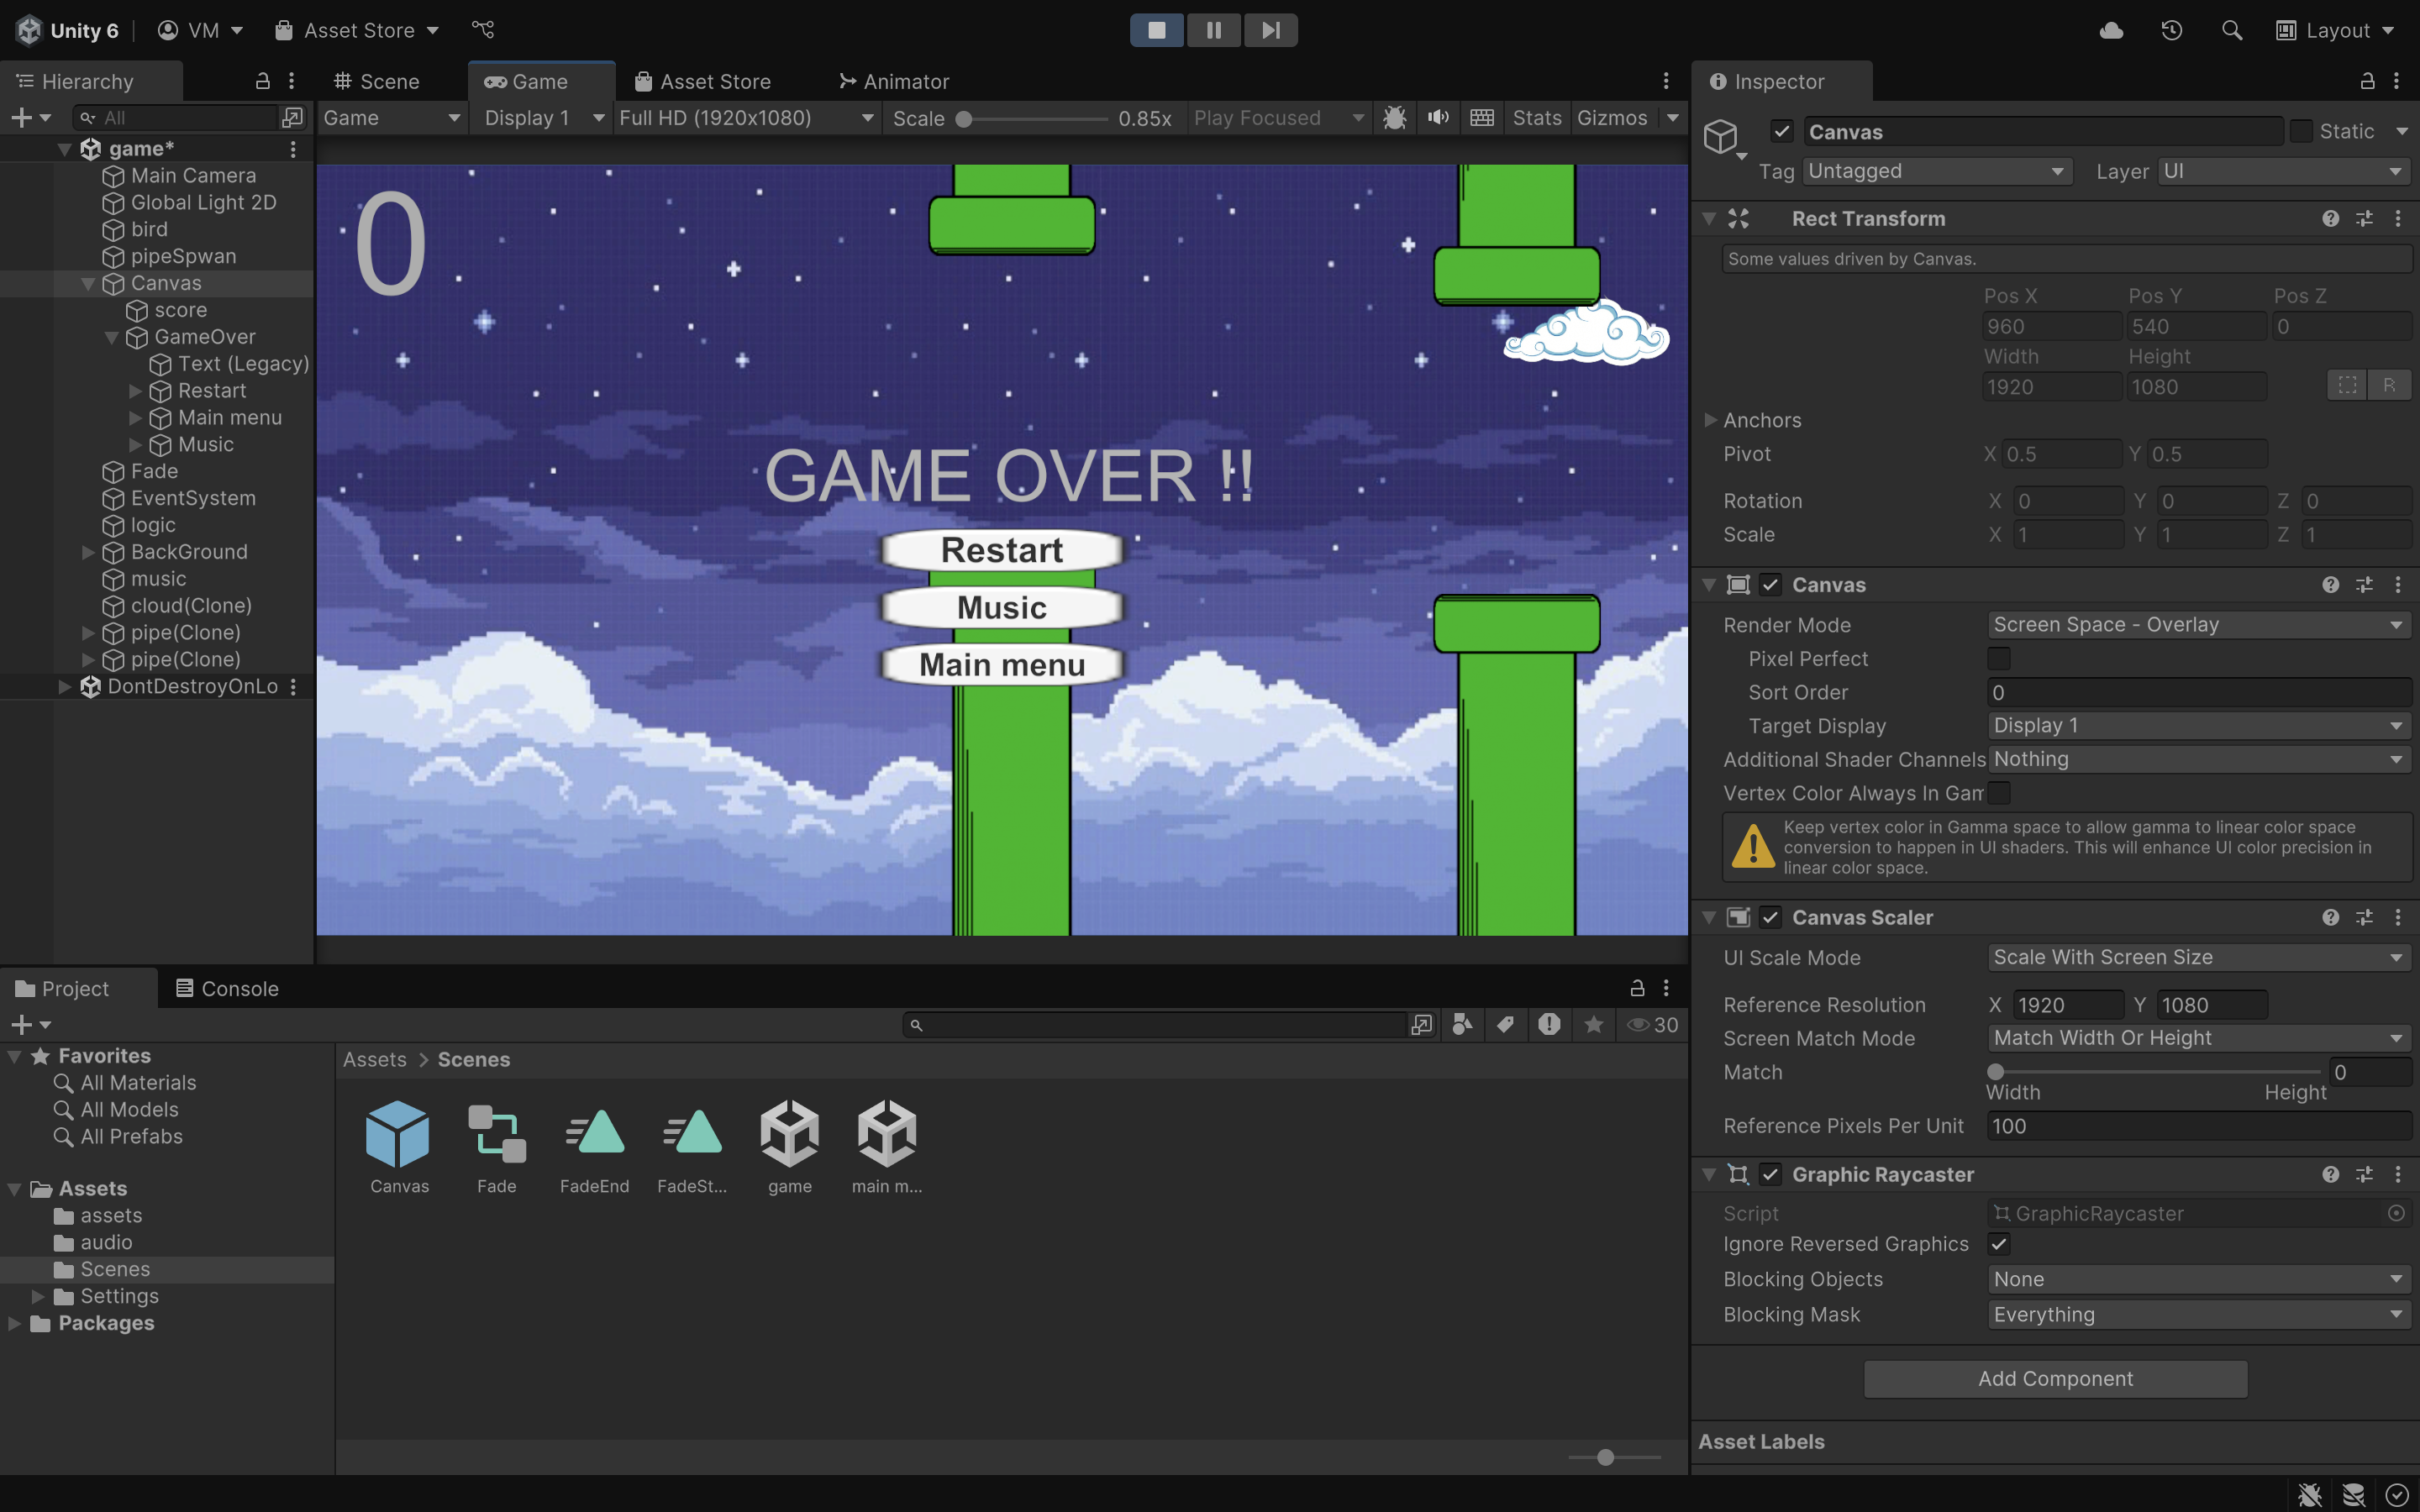 Unity 6 VM Asset Store Layout
Hierarchy
Scene Game Asset Store Animator
Inspector
All
Game Display 1 Full HD (1920x1080) Scale 0.85x Play Focused Stats Gizmos
game*
Main Camera
Global Light 2D
bird
pipeSpwan
Canvas
score
GameOver
Text (Legacy)
Restart
Main menu
Music
Fade
EventSystem
logic
BackGround
music
cloud(Clone)
pipe(Clone)
pipe(Clone)
DontDestroyOnLo
0
GAME OVER !!
Restart
Music
Main menu
Canvas Static
Tag Untagged Layer UI
Rect Transform
Some values driven by Canvas.
Pos X Pos Y Pos Z
960 540 0
Width Height
1920 1080 R
Anchors
Pivot X 0.5 Y 0.5
Rotation X 0 Y 0 Z 0
Scale X 1 Y 1 Z 1
Canvas
Render Mode Screen Space - Overlay
Pixel Perfect
Sort Order 0
Target Display Display 1
Additional Shader Channels Nothing
Vertex Color Always In Gam
Keep vertex color in Gamma space to allow gamma to linear color space
conversion to happen in UI shaders. This will enhance UI color precision in
linear color space.
Canvas Scaler
UI Scale Mode Scale With Screen Size
Reference Resolution X 1920 Y 1080
Screen Match Mode Match Width Or Height
Match 0
Width Height
Reference Pixels Per Unit 100
Graphic Raycaster
Script GraphicRaycaster
Ignore Reversed Graphics
Blocking Objects None
Blocking Mask Everything
Add Component
Asset Labels
Project Console
30
Favorites
All Materials
All Models
All Prefabs
Assets
assets
audio
Scenes
Settings
Packages
Assets > Scenes
Canvas Fade FadeEnd FadeSt... game main m...